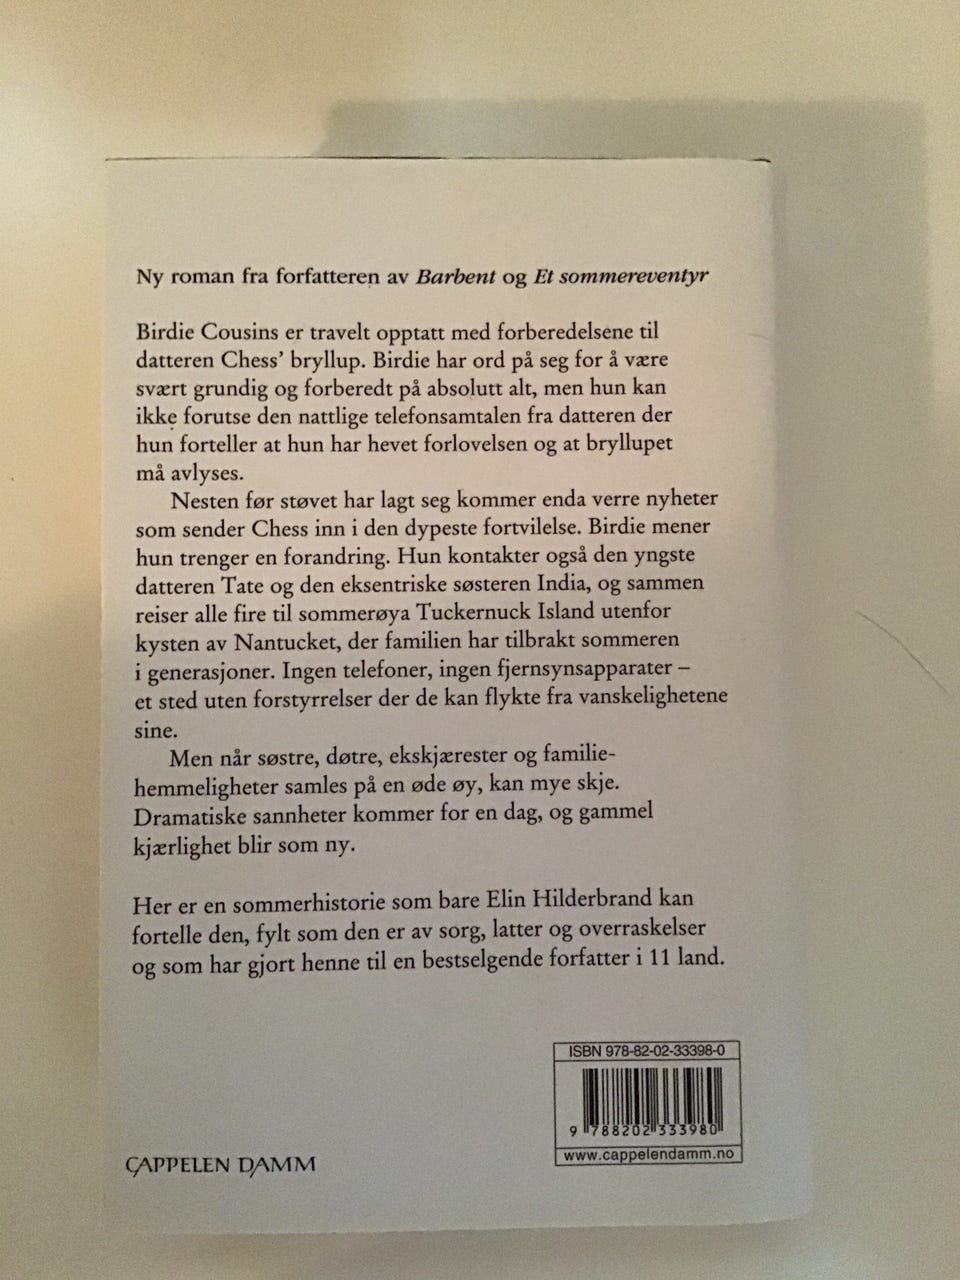 Ny roman fra forfatteren av Barbent og Et sommereventyr
Birdie Cousins er travelt opptatt med forberedelsene til
datteren Chess’ bryllup. Birdie har ord på seg for å være
svært grundig og forberedt på absolutt alt, men hun kan
ikke forutse den nattlige telefonsamtalen fra datteren der
hun forteller at hun har hevet forlovelsen og at bryllupet
må avlyses.
Nesten før støvet har lagt seg kommer enda verre nyheter
som sender Chess inn i den dypeste fortvilelse. Birdie mener
hun trenger en forandring. Hun kontakter også den yngste
datteren Tate og den eksentriske søsteren India, og sammen
reiser alle fire til sommerøya Tuckernuck Island utenfor
kysten av Nantucket, der familien har tilbrakt sommeren
i generasjoner. Ingen telefoner, ingen fjernsynsapparater –
et sted uten forstyrrelser der de kan flykte fra vanskelighetene
sine.
Men når søstre, døtre, ekskjærester og familie-
hemmeligheter samles på en øde øy, kan mye skje.
Dramatiske sannheter kommer for en dag, og gammel
kjærlighet blir som ny.
Her er en sommerhistorie som bare Elin Hilderbrand kan
fortelle den, fylt som den er av sorg, latter og overraskelser
og som har gjort henne til en bestselgende forfatter i 11 land.
ISBN 978-82-02-33398-0
9 788202 333980
www.cappelendamm.no
CAPPELEN DAMM